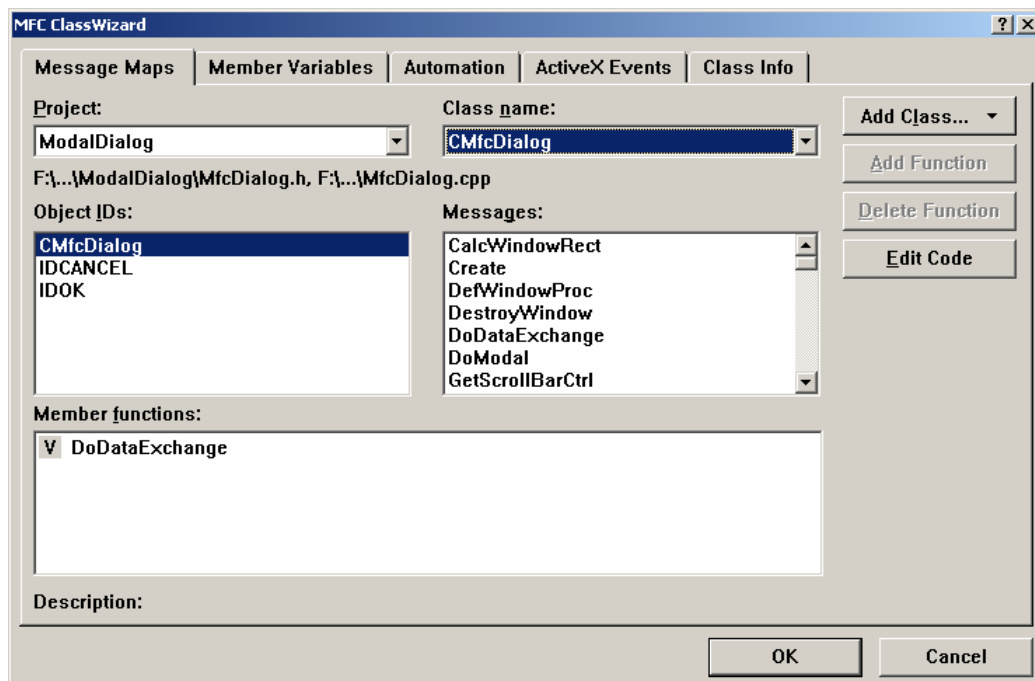 MFC ClassWizard
Message Maps
Member Variables
Automation
ActiveX Events
Class Info
Project:
Class name:
ModalDialog
CMfcDialog
Add Class...
Add Function
F:\...\ModalDialog\MfcDialog.h, F:\...\MfcDialog.cpp
Object IDs:
Messages:
Delete Function
CMfcDialog
IDCANCEL
IDOK
CalcWindowRect
Create
DefWindowProc
DestroyWindow
DoDataExchange
DoModal
GetScrollBarCtrl
Edit Code
Member functions:
V DoDataExchange
Description:
OK
Cancel